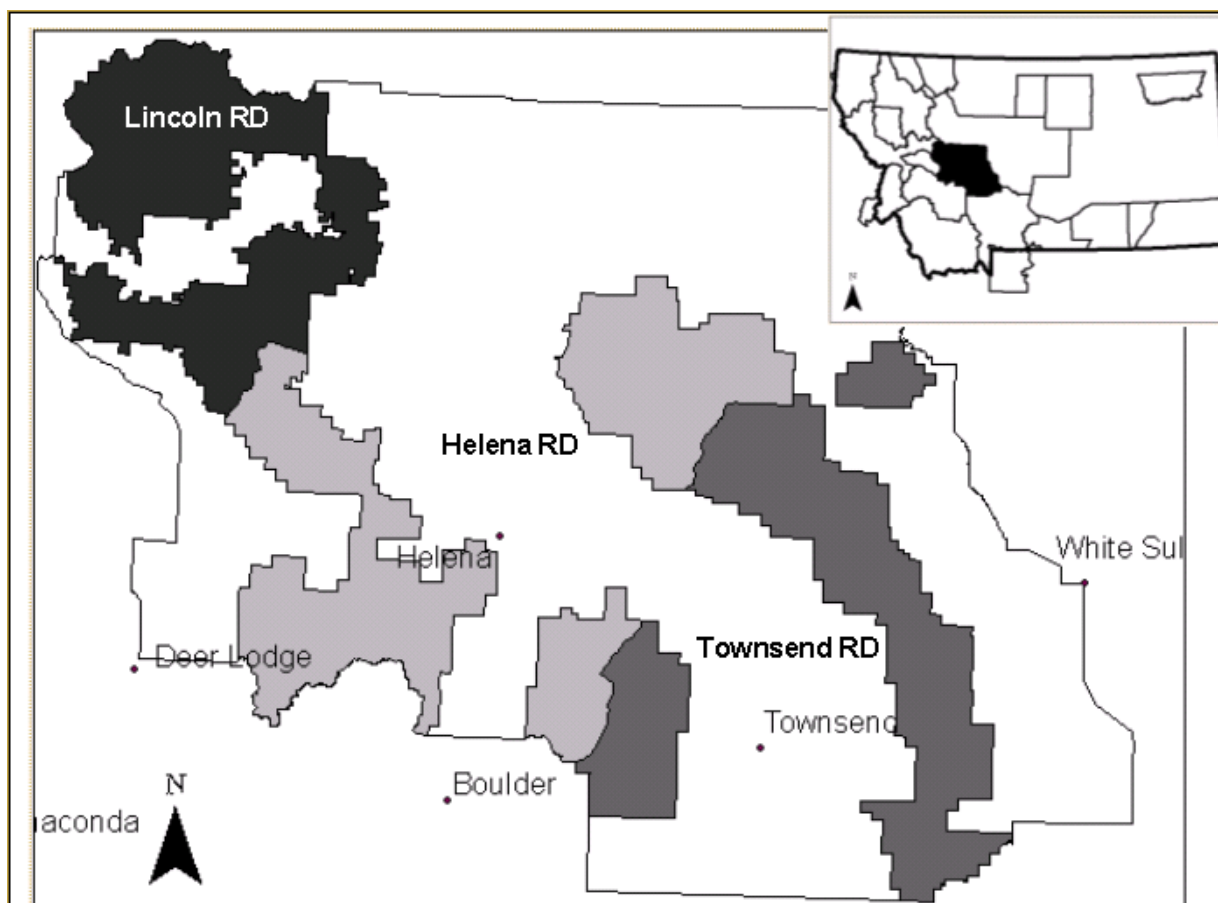 Lincoln RD
N
Helena RD
Helena
White Sul
Deer Lodge
Townsend RD
Townsend
N
Boulder
naconda